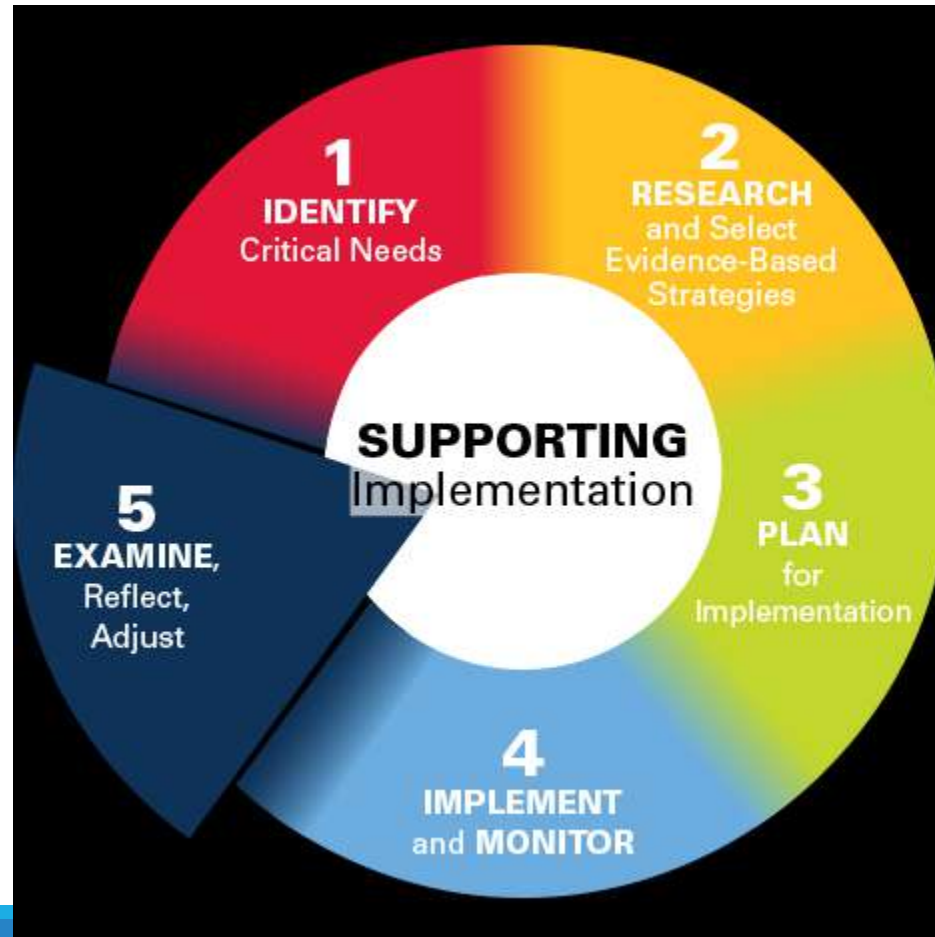 1
IDENTIFY
Critical Needs
2
RESEARCH
and Select
Evidence-Based
Strategies
3
PLAN
for
Implementation
4
IMPLEMENT
and MONITOR
5
EXAMINE,
Reflect,
Adjust
SUPPORTING
Implementation